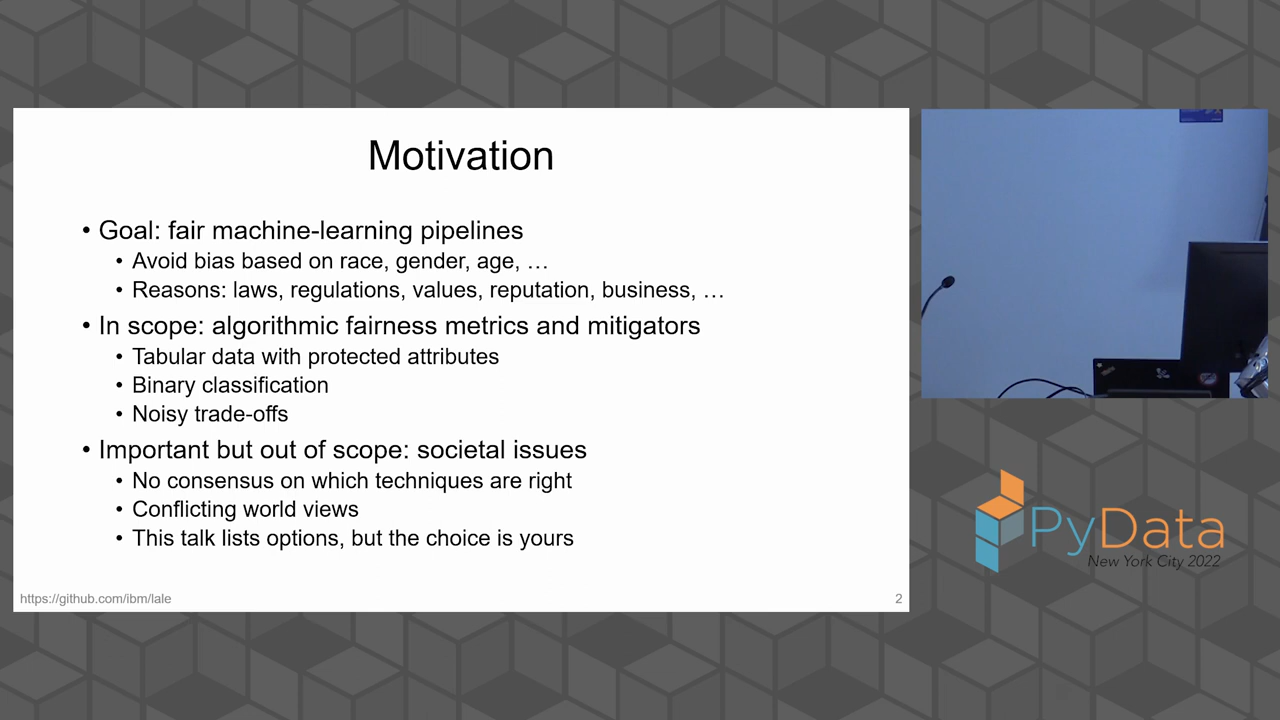 Motivation
• Goal: fair machine-learning pipelines
• Avoid bias based on race, gender, age, …
• Reasons: laws, regulations, values, reputation, business, …
• In scope: algorithmic fairness metrics and mitigators
• Tabular data with protected attributes
• Binary classification
• Noisy trade-offs
• Important but out of scope: societal issues
• No consensus on which techniques are right
• Conflicting world views
• This talk lists options, but the choice is yours
https://github.com/ibm/lale
2
PyData
New York City 2022